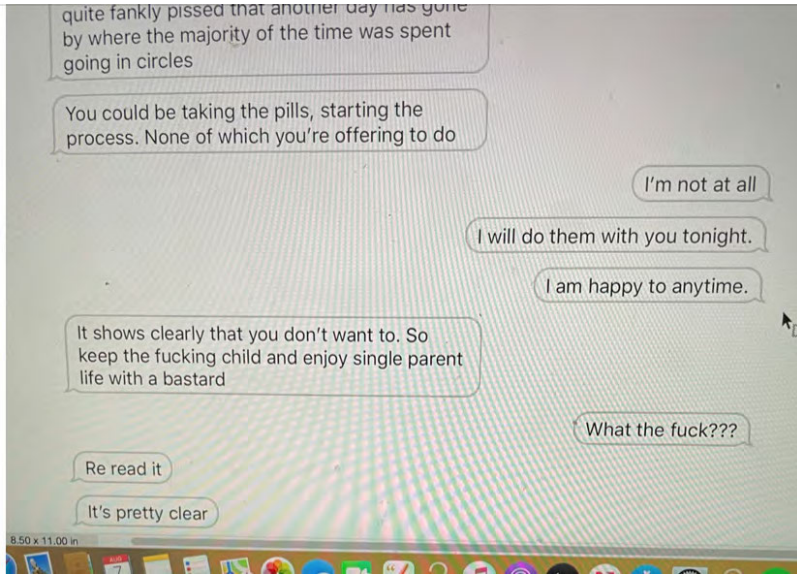 quite fankly pissed that another day has gone
by where the majority of the time was spent
going in circles
You could be taking the pills, starting the
process. None of which you’re offering to do
I’m not at all
I will do them with you tonight.
I am happy to anytime.
It shows clearly that you don’t want to. So
keep the fucking child and enjoy single parent
life with a bastard
What the fuck???
Re read it
It’s pretty clear
8.50 x 11.00 in
AUG
7